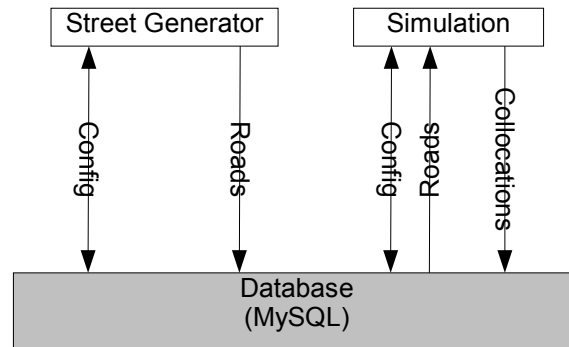 Street Generator
Simulation
Config
Roads
Config
Roads
Collocations
Database
(MySQL)